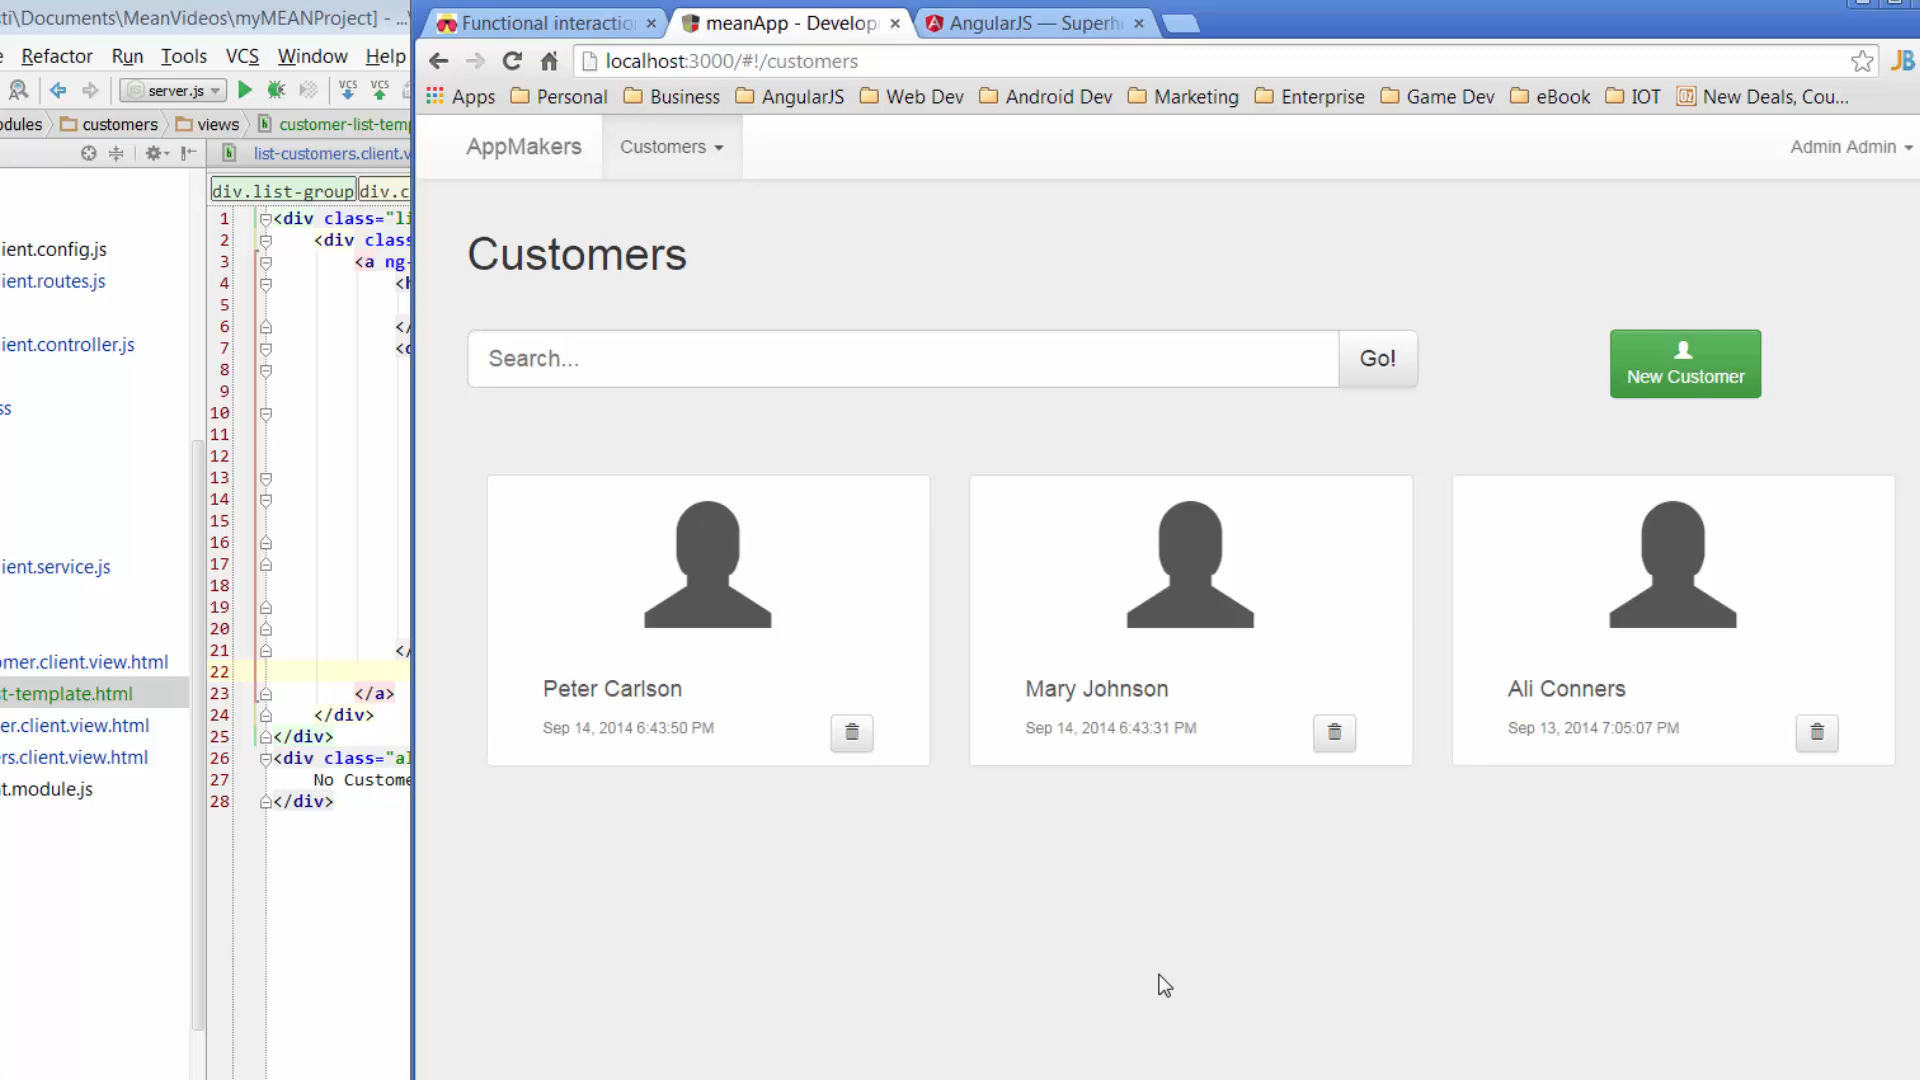 sti\Documents\MeanVideos\myMEANProject] - ...
Refactor Run Tools VCS Window Help
server.js
VCS VCS
customers views customer-list-temp
list-customers.client.v
div.list-group div.c
1 <div class="li
2 <div class
3 <a ng-
4 <h
5
6 </
7 <d
8
9
10
11
12
13
14
15
16
17
18
19
20
21 </
22
23 </a>
24 </div>
25 </div>
26 <div class="al
27 No Custome
28 </div>
ient.config.js
ient.routes.js
ient.controller.js
ss
ient.service.js
omer.client.view.html
st-template.html
er.client.view.html
rs.client.view.html
t.module.js
Functional interactio × meanApp - Develop × AngularJS — Superh ×
localhost:3000/#!/customers
JB
Apps Personal Business AngularJS Web Dev Android Dev Marketing Enterprise Game Dev eBook IOT New Deals, Cou...
AppMakers Customers Admin Admin
Customers
Search... Go!
New Customer
Peter Carlson
Sep 14, 2014 6:43:50 PM
Mary Johnson
Sep 14, 2014 6:43:31 PM
Ali Conners
Sep 13, 2014 7:05:07 PM